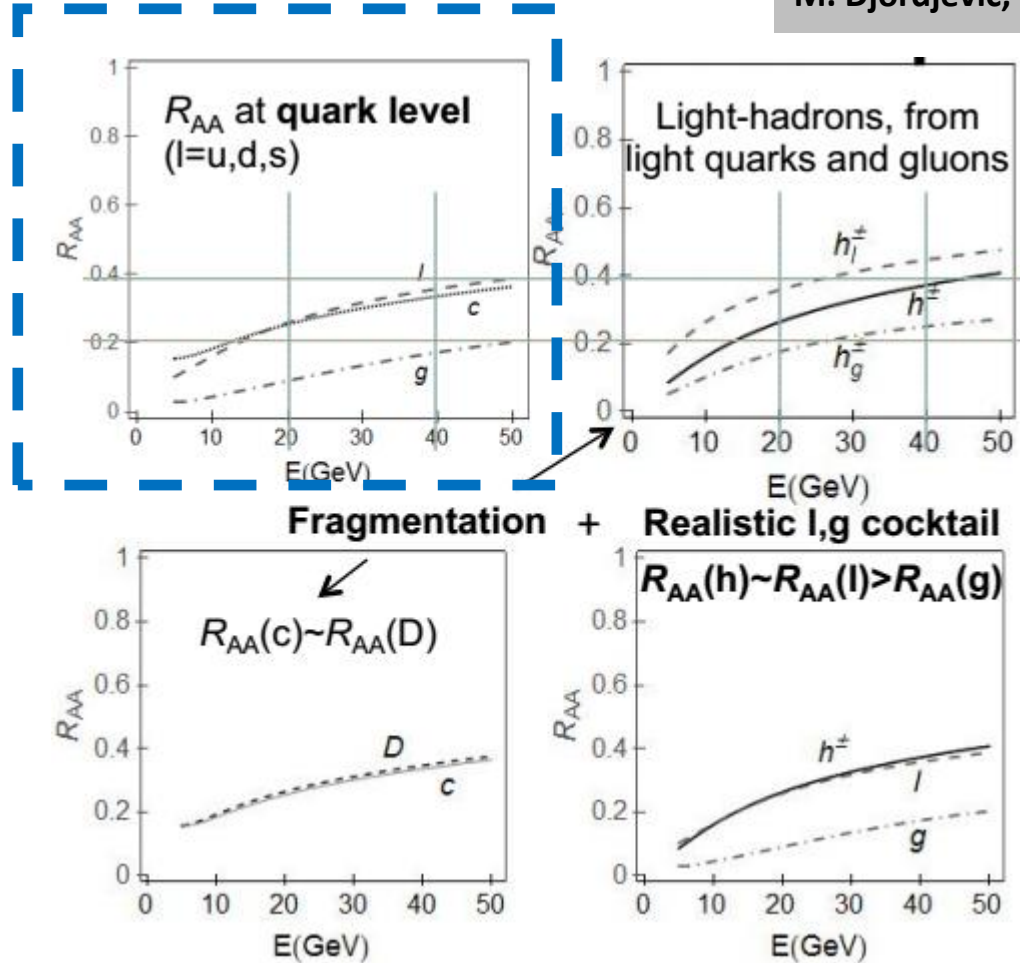 M. Djordjevic,
1
0.8
0.6
0.4
0.2
0
R_AA
R_AA at quark level
(l=u,d,s)
l
c
g
0 10 20 30 40 50
E(GeV)
1
0.8
0.6
0.4
0.2
0
Light-hadrons, from
light quarks and gluons
h_l^±
h^±
h_g^±
0 10 20 30 40 50
E(GeV)
Fragmentation + Realistic l,g cocktail
1
0.8
0.6
0.4
0.2
0
R_AA
R_AA(c)~R_AA(D)
D
c
0 10 20 30 40 50
E(GeV)
1
0.8
0.6
0.4
0.2
0
R_AA
R_AA(h)~R_AA(l)>R_AA(g)
h^±
l
g
0 10 20 30 40 50
E(GeV)